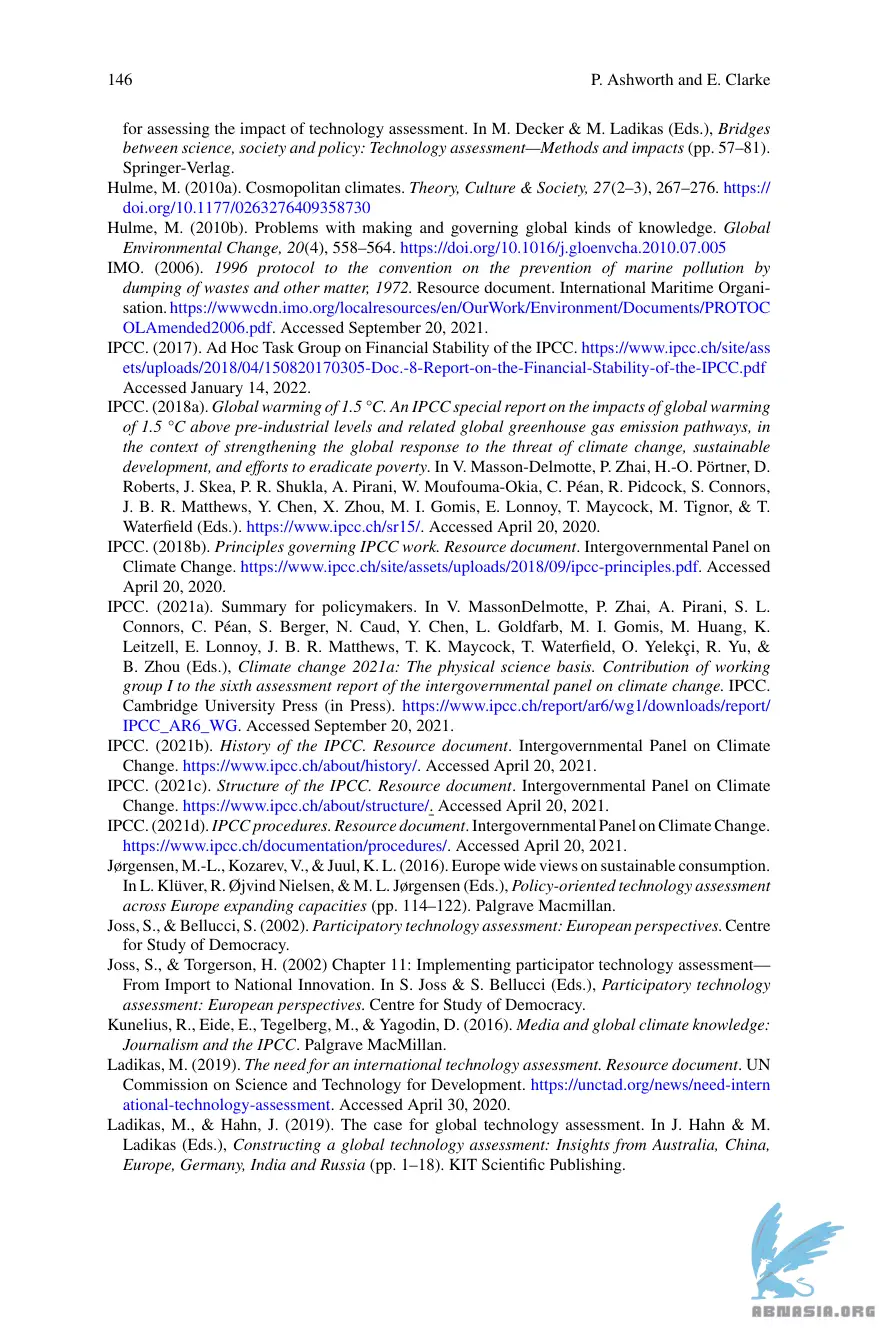 146 P. Ashworth and E. Clarke
for assessing the impact of technology assessment. In M. Decker & M. Ladikas (Eds.), Bridges
between science, society and policy: Technology assessment—Methods and impacts (pp. 57–81).
Springer-Verlag.
Hulme, M. (2010a). Cosmopolitan climates. Theory, Culture & Society, 27(2–3), 267–276. https://
doi.org/10.1177/0263276409358730
Hulme, M. (2010b). Problems with making and governing global kinds of knowledge. Global
Environmental Change, 20(4), 558–564. https://doi.org/10.1016/j.gloenvcha.2010.07.005
IMO. (2006). 1996 protocol to the convention on the prevention of marine pollution by
dumping of wastes and other matter, 1972. Resource document. International Maritime Organi-
sation. https://wwwcdn.imo.org/localresources/en/OurWork/Environment/Documents/PROTOC
OLAmended2006.pdf. Accessed September 20, 2021.
IPCC. (2017). Ad Hoc Task Group on Financial Stability of the IPCC. https://www.ipcc.ch/site/ass
ets/uploads/2018/04/150820170305-Doc.-8-Report-on-the-Financial-Stability-of-the-IPCC.pdf
Accessed January 14, 2022.
IPCC. (2018a). Global warming of 1.5 °C. An IPCC special report on the impacts of global warming
of 1.5 °C above pre-industrial levels and related global greenhouse gas emission pathways, in
the context of strengthening the global response to the threat of climate change, sustainable
development, and efforts to eradicate poverty. In V. Masson-Delmotte, P. Zhai, H.-O. Pörtner, D.
Roberts, J. Skea, P. R. Shukla, A. Pirani, W. Moufouma-Okia, C. Péan, R. Pidcock, S. Connors,
J. B. R. Matthews, Y. Chen, X. Zhou, M. I. Gomis, E. Lonnoy, T. Maycock, M. Tignor, & T.
Waterfield (Eds.). https://www.ipcc.ch/sr15/. Accessed April 20, 2020.
IPCC. (2018b). Principles governing IPCC work. Resource document. Intergovernmental Panel on
Climate Change. https://www.ipcc.ch/site/assets/uploads/2018/09/ipcc-principles.pdf. Accessed
April 20, 2020.
IPCC. (2021a). Summary for policymakers. In V. MassonDelmotte, P. Zhai, A. Pirani, S. L.
Connors, C. Péan, S. Berger, N. Caud, Y. Chen, L. Goldfarb, M. I. Gomis, M. Huang, K.
Leitzell, E. Lonnoy, J. B. R. Matthews, T. K. Maycock, T. Waterfield, O. Yelekçi, R. Yu, &
B. Zhou (Eds.), Climate change 2021a: The physical science basis. Contribution of working
group I to the sixth assessment report of the intergovernmental panel on climate change. IPCC.
Cambridge University Press (in Press). https://www.ipcc.ch/report/ar6/wg1/downloads/report/
IPCC_AR6_WG. Accessed September 20, 2021.
IPCC. (2021b). History of the IPCC. Resource document. Intergovernmental Panel on Climate
Change. https://www.ipcc.ch/about/history/. Accessed April 20, 2021.
IPCC. (2021c). Structure of the IPCC. Resource document. Intergovernmental Panel on Climate
Change. https://www.ipcc.ch/about/structure/. Accessed April 20, 2021.
IPCC. (2021d). IPCC procedures. Resource document. Intergovernmental Panel on Climate Change.
https://www.ipcc.ch/documentation/procedures/. Accessed April 20, 2021.
Jørgensen, M.-L., Kozarev, V., & Juul, K. L. (2016). Europe wide views on sustainable consumption.
In L. Klüver, R. Øjvind Nielsen, & M. L. Jørgensen (Eds.), Policy-oriented technology assessment
across Europe expanding capacities (pp. 114–122). Palgrave Macmillan.
Joss, S., & Bellucci, S. (2002). Participatory technology assessment: European perspectives. Centre
for Study of Democracy.
Joss, S., & Torgerson, H. (2002) Chapter 11: Implementing participator technology assessment—
From Import to National Innovation. In S. Joss & S. Bellucci (Eds.), Participatory technology
assessment: European perspectives. Centre for Study of Democracy.
Kunelius, R., Eide, E., Tegelberg, M., & Yagodin, D. (2016). Media and global climate knowledge:
Journalism and the IPCC. Palgrave MacMillan.
Ladikas, M. (2019). The need for an international technology assessment. Resource document. UN
Commission on Science and Technology for Development. https://unctad.org/news/need-intern
ational-technology-assessment. Accessed April 30, 2020.
Ladikas, M., & Hahn, J. (2019). The case for global technology assessment. In J. Hahn & M.
Ladikas (Eds.), Constructing a global technology assessment: Insights from Australia, China,
Europe, Germany, India and Russia (pp. 1–18). KIT Scientific Publishing.
ABNASIA.ORG